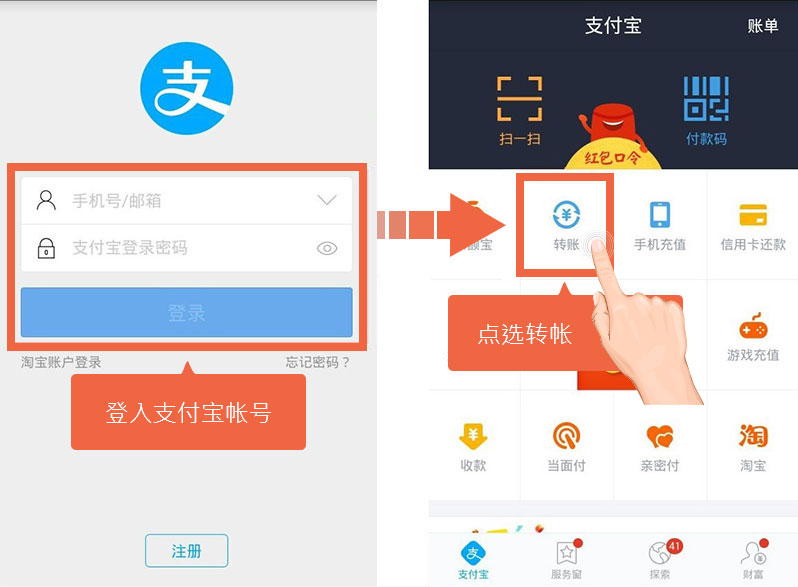 支
手机号/邮箱
支付宝登录密码
登录
淘宝账户登录
忘记密码？
登入支付宝帐号
注册
支付宝
账单
扫一扫
付款码
红包口令
额宝
转账
手机充值
信用卡还款
点选转帐
游戏充值
收款
当面付
亲密付
淘
淘宝
支
41
支付宝
服务窗
探索
财富